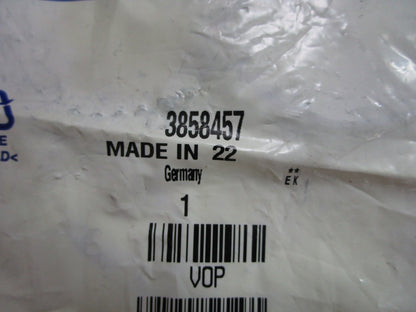 3858457
MADE IN 22
Germany
**
EK
1
VOP
E
D<